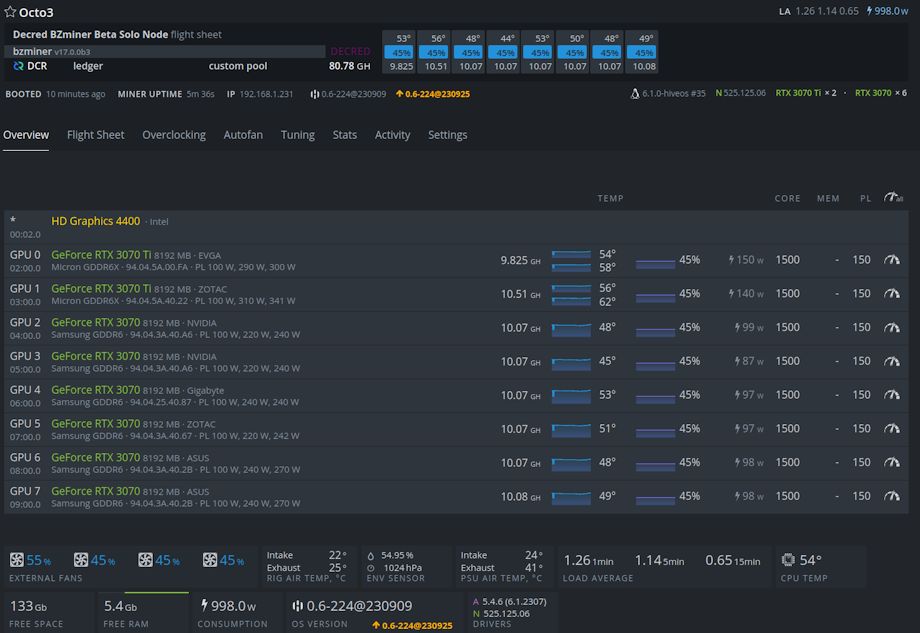 Octo3
LA 1.26 1.14 0.65 998.0 w
Decred BZminer Beta Solo Node flight sheet
bzminer v17.0.0b3 DECRED
DCR ledger custom pool 80.78 GH
53° 56° 48° 44° 53° 50° 48° 49°
45% 45% 45% 45% 45% 45% 45% 45%
9.825 10.51 10.07 10.07 10.07 10.07 10.07 10.08
BOOTED 10 minutes ago MINER UPTIME 5m 36s IP 192.168.1.231 0.6-224@230909 0.6-224@230925
6.1.0-hiveos #35 N 525.125.06 RTX 3070 Ti × 2 · RTX 3070 × 6
Overview Flight Sheet Overclocking Autofan Tuning Stats Activity Settings
TEMP CORE MEM PL all
* HD Graphics 4400 · Intel
00:02.0
GPU 0 GeForce RTX 3070 Ti 8192 MB · EVGA
02:00.0 Micron GDDR6X · 94.04.5A.00.FA · PL 100 W, 290 W, 300 W
9.825 GH 54° 58° 45% 150 w 1500 - 150
GPU 1 GeForce RTX 3070 Ti 8192 MB · ZOTAC
03:00.0 Micron GDDR6X · 94.04.5A.40.22 · PL 100 W, 310 W, 341 W
10.51 GH 56° 62° 45% 140 w 1500 - 150
GPU 2 GeForce RTX 3070 8192 MB · NVIDIA
04:00.0 Samsung GDDR6 · 94.04.3A.40.A6 · PL 100 W, 220 W, 240 W
10.07 GH 48° 45% 99 w 1500 - 150
GPU 3 GeForce RTX 3070 8192 MB · NVIDIA
05:00.0 Samsung GDDR6 · 94.04.3A.40.A6 · PL 100 W, 220 W, 240 W
10.07 GH 45° 45% 87 w 1500 - 150
GPU 4 GeForce RTX 3070 8192 MB · Gigabyte
06:00.0 Samsung GDDR6 · 94.04.25.40.87 · PL 100 W, 240 W, 240 W
10.07 GH 53° 45% 97 w 1500 - 150
GPU 5 GeForce RTX 3070 8192 MB · ZOTAC
07:00.0 Samsung GDDR6 · 94.04.3A.40.67 · PL 100 W, 220 W, 242 W
10.07 GH 51° 45% 97 w 1500 - 150
GPU 6 GeForce RTX 3070 8192 MB · ASUS
08:00.0 Samsung GDDR6 · 94.04.3A.40.2B · PL 100 W, 240 W, 270 W
10.07 GH 48° 45% 98 w 1500 - 150
GPU 7 GeForce RTX 3070 8192 MB · ASUS
09:00.0 Samsung GDDR6 · 94.04.3A.40.2B · PL 100 W, 240 W, 270 W
10.08 GH 49° 45% 98 w 1500 - 150
55 % 45 % 45 % 45 %
EXTERNAL FANS
Intake 22°
Exhaust 25°
RIG AIR TEMP, °C
54.95 %
1024 hPa
ENV SENSOR
Intake 24°
Exhaust 41°
PSU AIR TEMP, °C
1.26 1min 1.14 5min 0.65 15min
LOAD AVERAGE
54°
CPU TEMP
133 Gb
FREE SPACE
5.4 Gb
FREE RAM
998.0 w
CONSUMPTION
0.6-224@230909
OS VERSION 0.6-224@230925
A 5.4.6 (6.1.2307)
N 525.125.06
DRIVERS